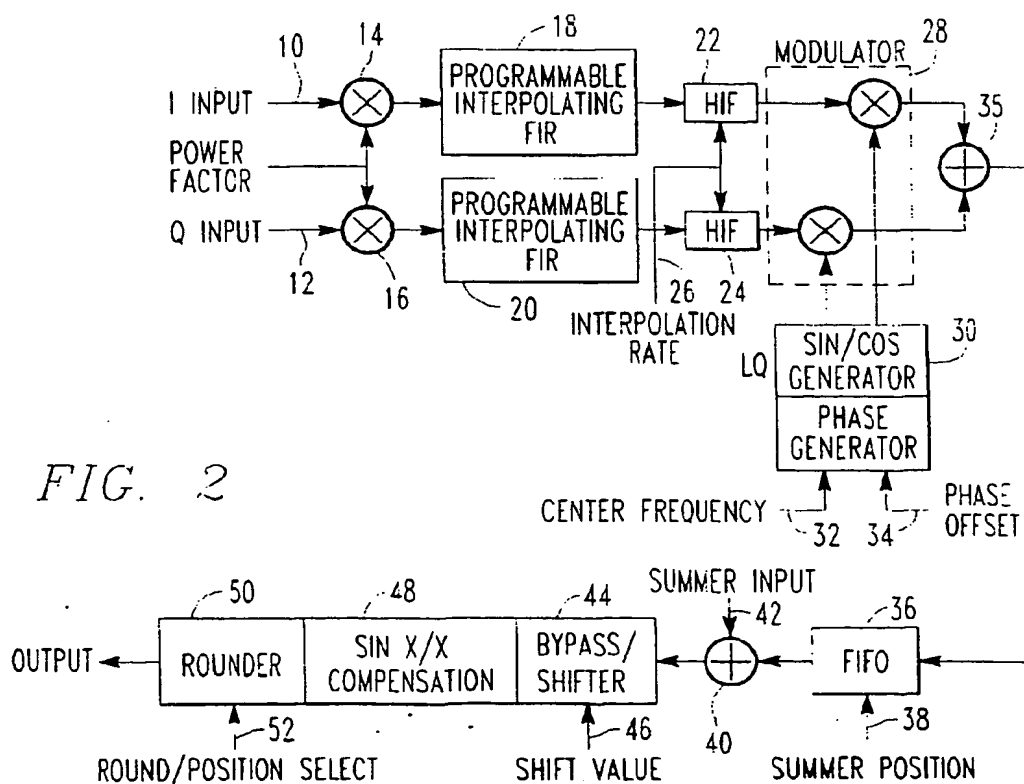 18
14
10
22
MODULATOR
28
I INPUT
PROGRAMMABLE
INTERPOLATING
FIR
HIF
35
POWER
FACTOR
Q INPUT
PROGRAMMABLE
INTERPOLATING
FIR
HIF
12
16
20
26
24
INTERPOLATION
RATE
LQ
SIN/COS
GENERATOR
30
PHASE
GENERATOR
FIG. 2
CENTER FREQUENCY
32
34
PHASE
OFFSET
50
48
44
SUMMER INPUT
42
36
OUTPUT
ROUNDER
SIN X/X
COMPENSATION
BYPASS/
SHIFTER
FIFO
52
46
40
38
ROUND/POSITION SELECT
SHIFT VALUE
SUMMER POSITION